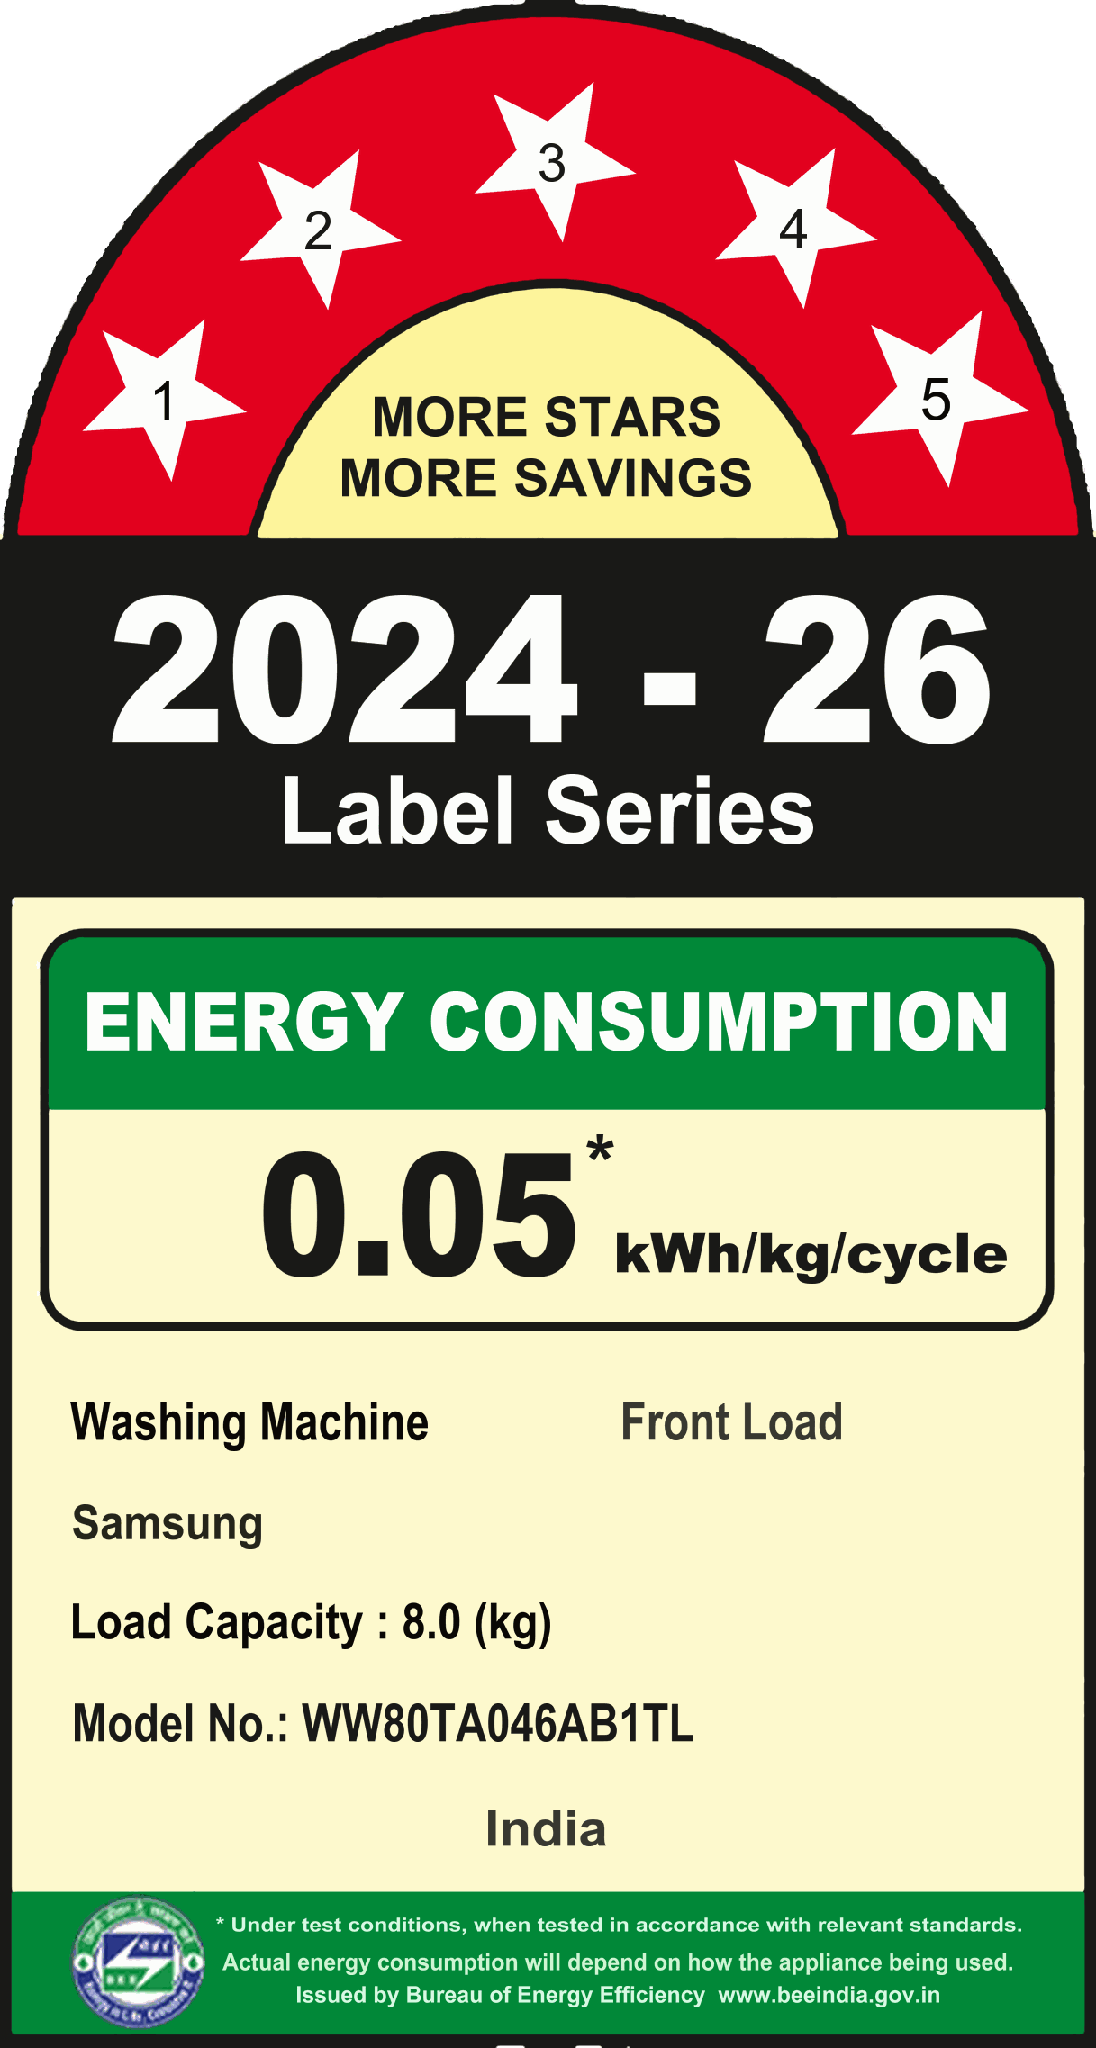 1
2
3
4
5
MORE STARS
MORE SAVINGS
2024 - 26
Label Series
ENERGY CONSUMPTION
0.05* kWh/kg/cycle
Washing Machine Front Load
Samsung
Load Capacity : 8.0 (kg)
Model No.: WW80TA046AB1TL
India
* Under test conditions, when tested in accordance with relevant standards.
Actual energy consumption will depend on how the appliance being used.
Issued by Bureau of Energy Efficiency www.beeindia.gov.in